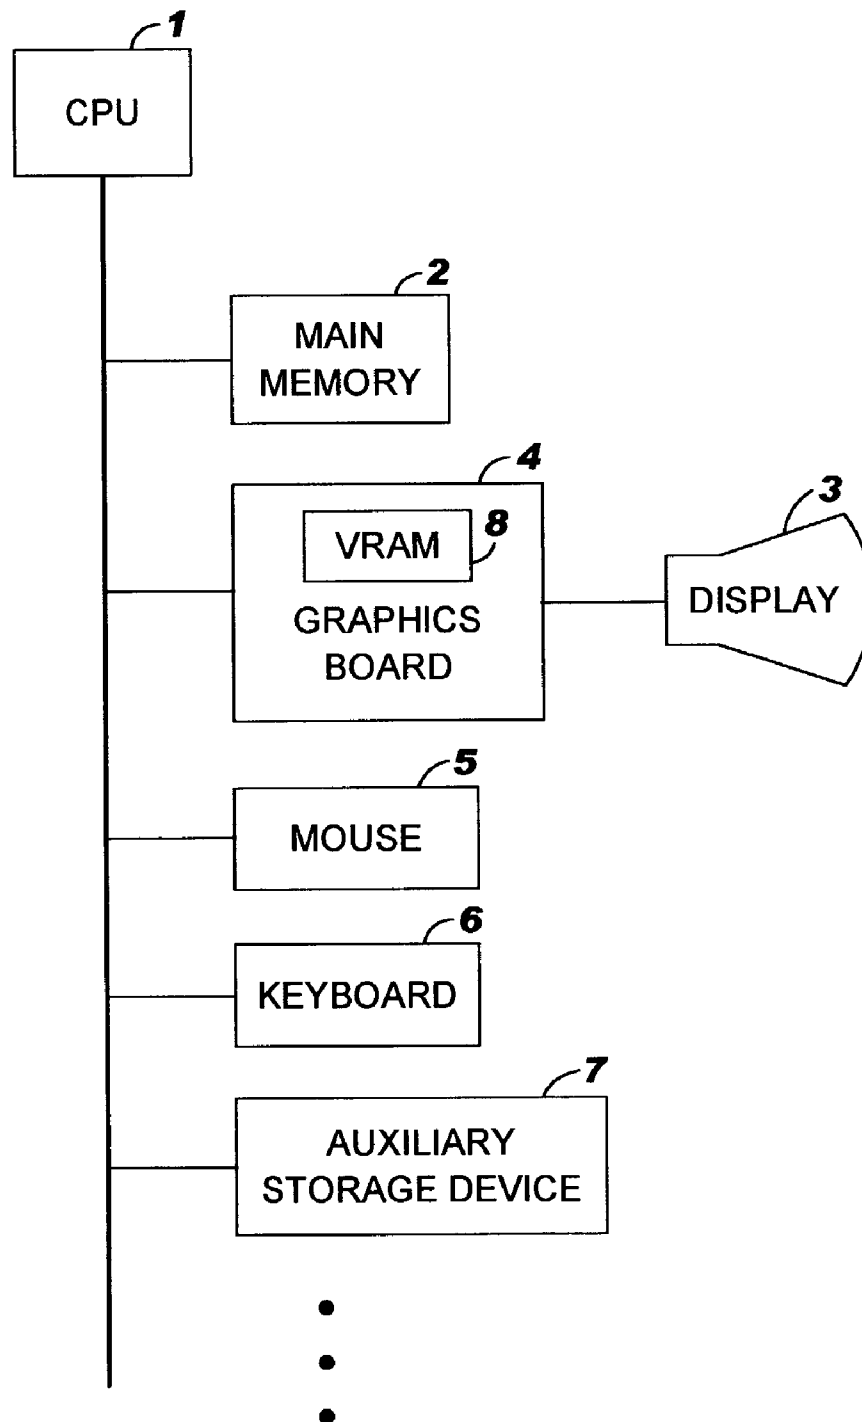 1
CPU
2
MAIN
MEMORY
4
3
VRAM
8
DISPLAY
GRAPHICS
BOARD
5
MOUSE
6
KEYBOARD
7
AUXILIARY
STORAGE DEVICE